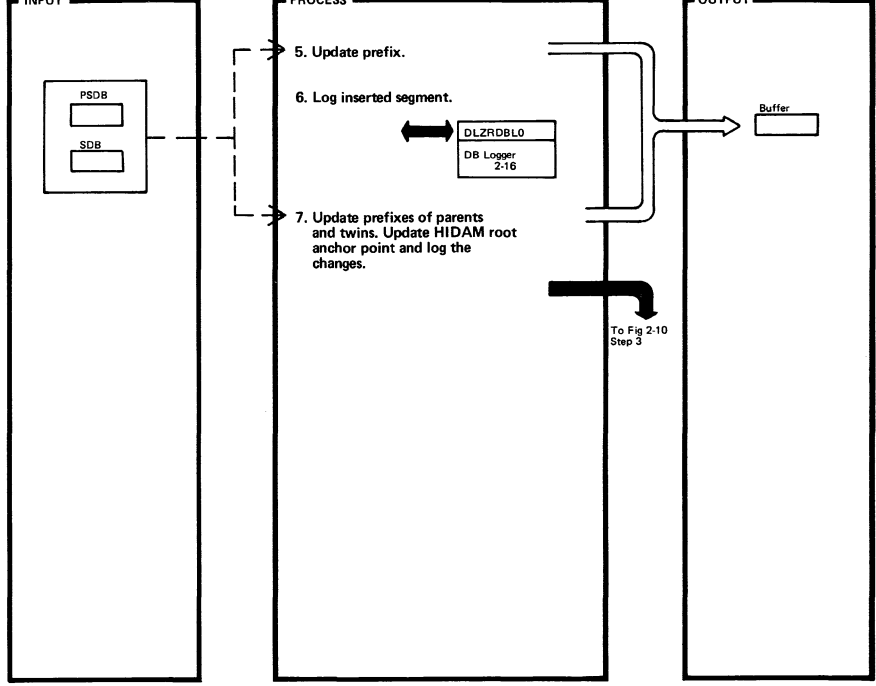 INPUT
PROCESS
OUTPUT
PSDB
SDB
5. Update prefix.
6. Log inserted segment.
DLZRDBL0
DB Logger
2-16
7. Update prefixes of parents
and twins. Update HIDAM root
anchor point and log the
changes.
To Fig 2-10
Step 3
Buffer